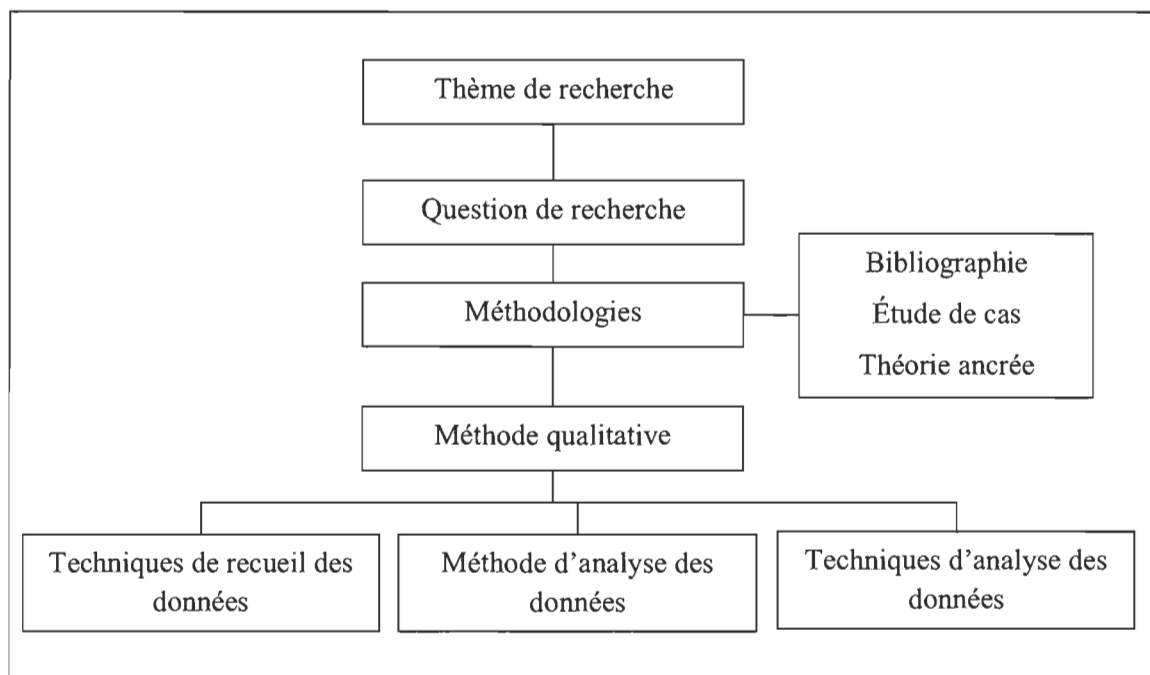 Thème de recherche
Question de recherche
Méthodologies
Bibliographie
Étude de cas
Théorie ancrée
Méthode qualitative
Techniques de recueil des
données
Méthode d'analyse des
données
Techniques d'analyse des
données